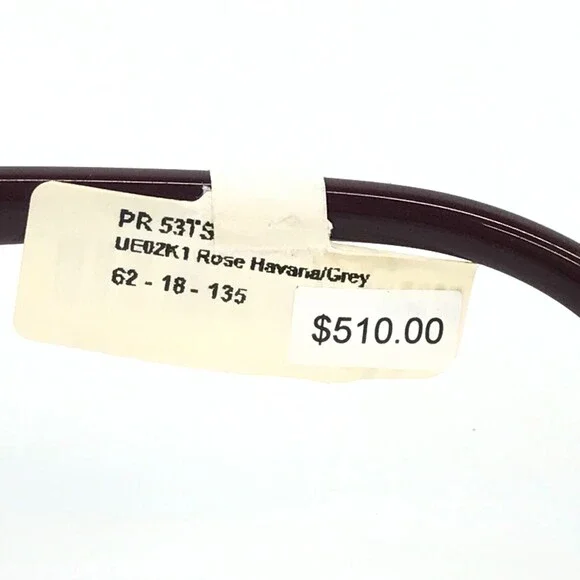 PR 53TS
UE02K1 Rose Havana/Grey
62 - 18 - 135
$510.00